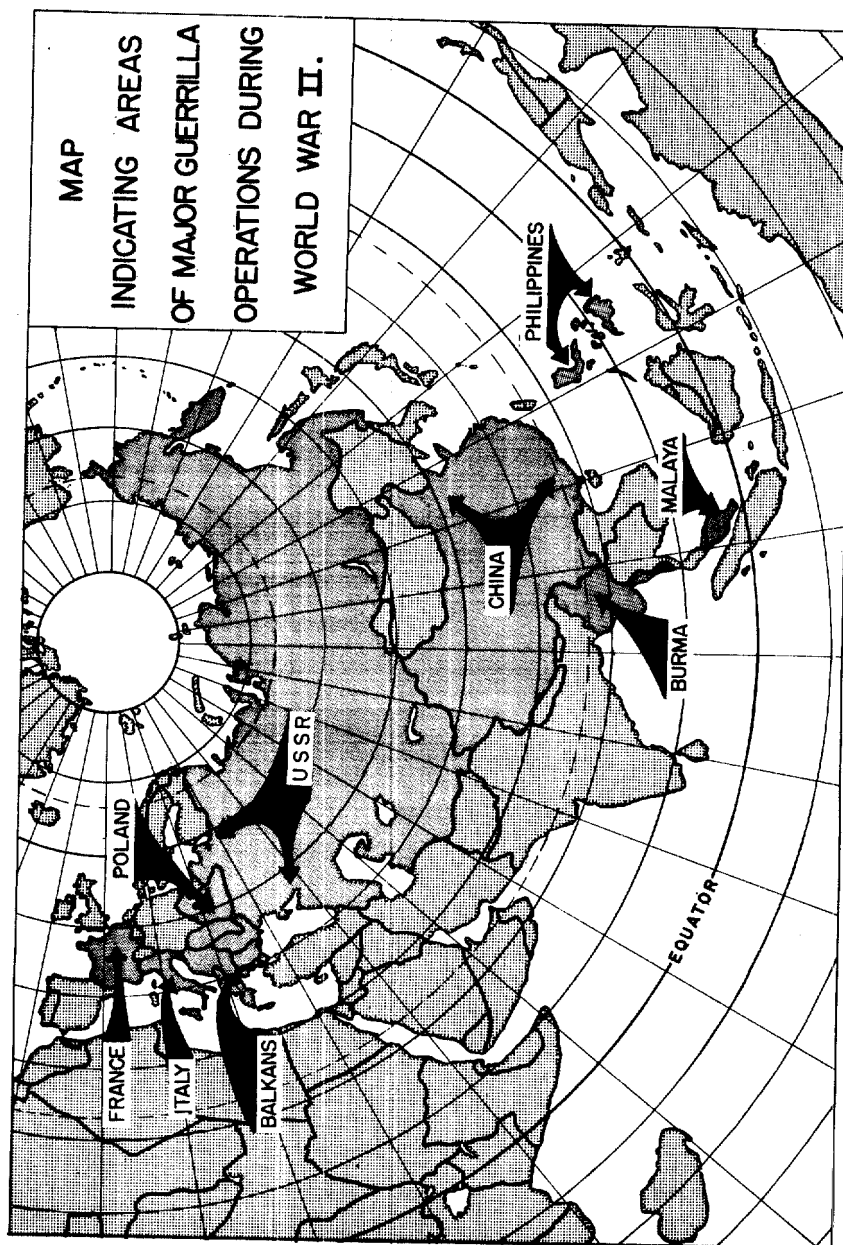 MAP
INDICATING AREAS
OF MAJOR GUERRILLA
OPERATIONS DURING
WORLD WAR II.
POLAND
USSR
FRANCE
ITALY
BALKANS
CHINA
BURMA
MALAYA
PHILIPPINES
EQUATOR